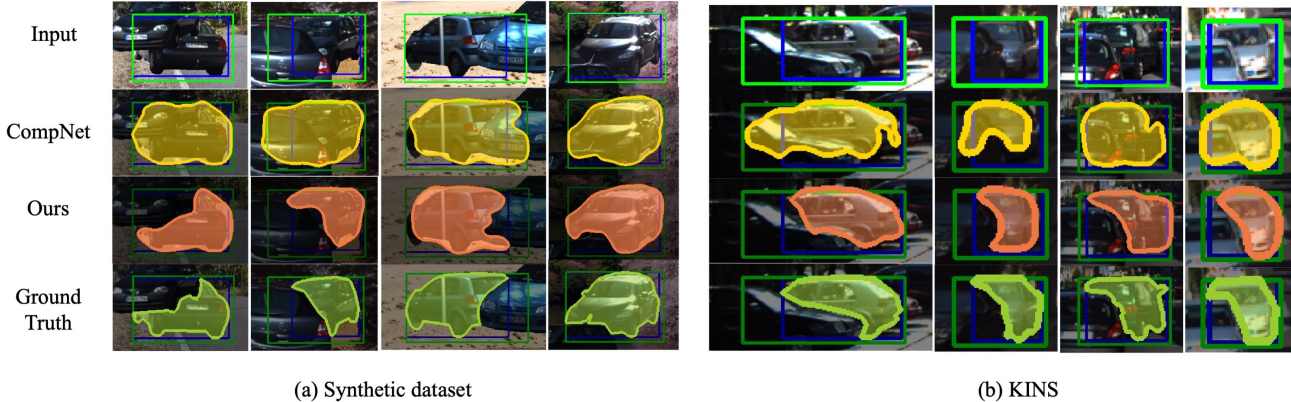 Input
CompNet
Ours
Ground
Truth
(a) Synthetic dataset
(b) KINS